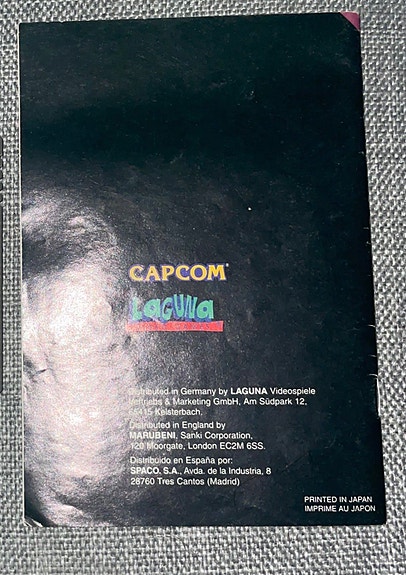 CAPCOM®
LAGUNA
Distributed in Germany by LAGUNA Videospiele
Vertriebs & Marketing GmbH, Am Südpark 12,
65415 Kelsterbach.
Distributed in England by
MARUBENI, Sanki Corporation,
120 Moorgate, London EC2M 6SS.
Distribuido en España por:
SPACO. S.A., Avda. de la Industria, 8
28760 Tres Cantos (Madrid)
PRINTED IN JAPAN
IMPRIME AU JAPON